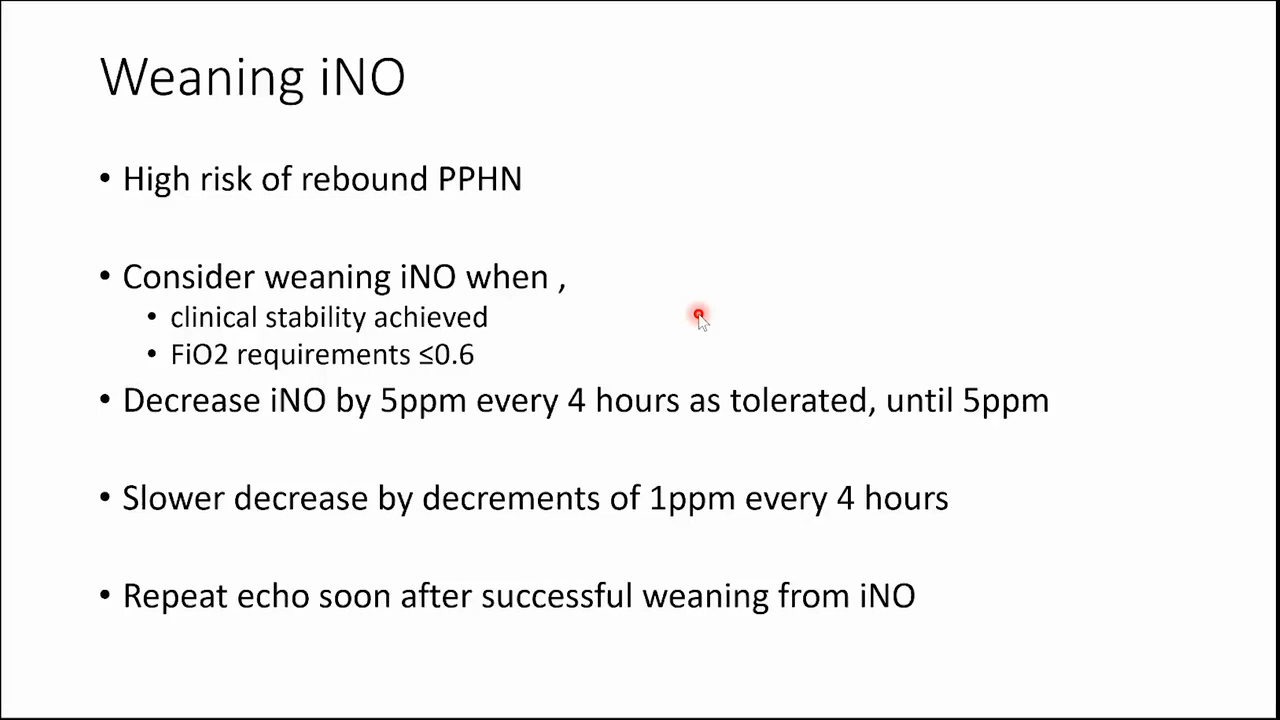 Weaning iNO
• High risk of rebound PPHN
• Consider weaning iNO when ,
• clinical stability achieved
• FiO2 requirements ≤0.6
• Decrease iNO by 5ppm every 4 hours as tolerated, until 5ppm
• Slower decrease by decrements of 1ppm every 4 hours
• Repeat echo soon after successful weaning from iNO